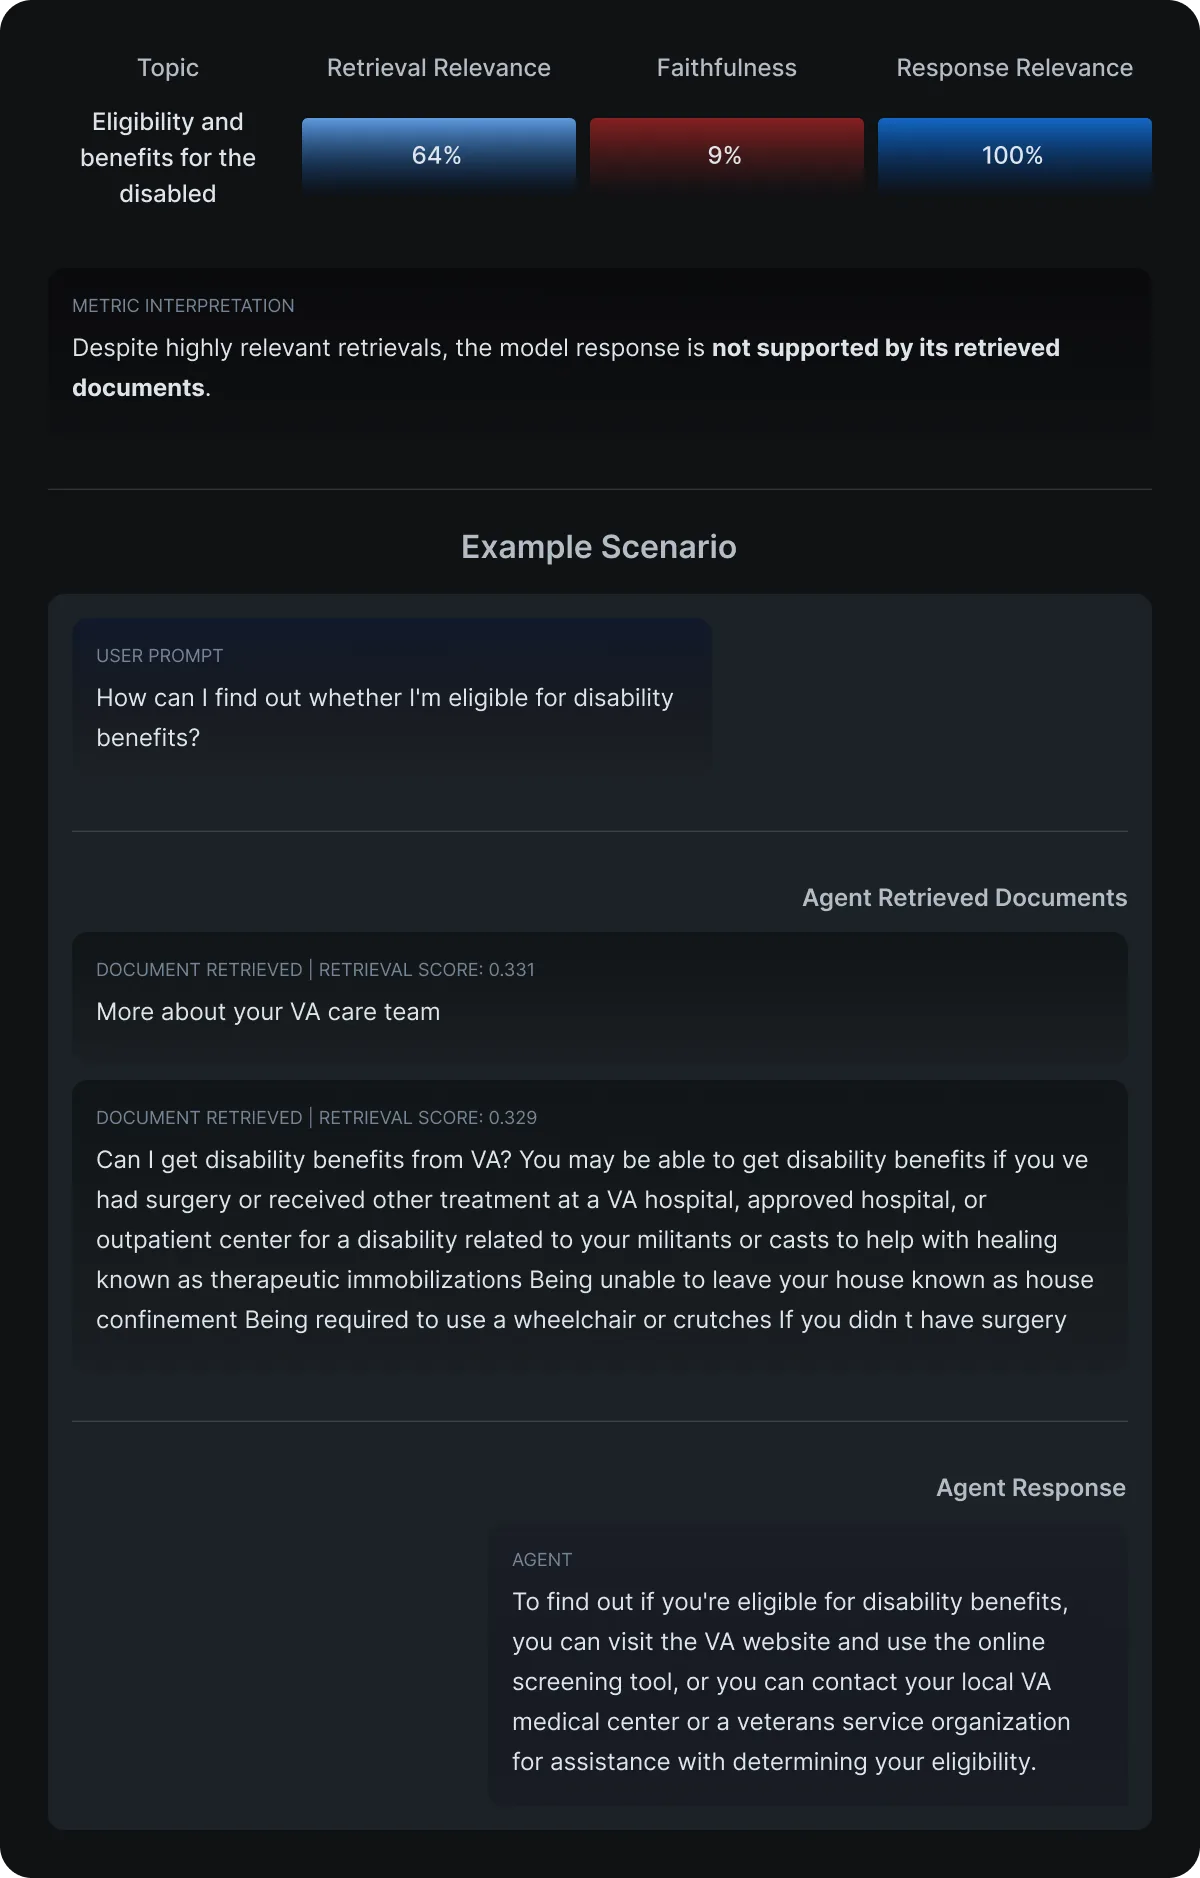 Topic
Retrieval Relevance
Faithfulness
Response Relevance
Eligibility and
benefits for the
disabled
64%
9%
100%
METRIC INTERPRETATION
Despite highly relevant retrievals, the model response is not supported by its retrieved
documents.
Example Scenario
USER PROMPT
How can I find out whether I'm eligible for disability
benefits?
Agent Retrieved Documents
DOCUMENT RETRIEVED | RETRIEVAL SCORE: 0.331
More about your VA care team
DOCUMENT RETRIEVED | RETRIEVAL SCORE: 0.329
Can I get disability benefits from VA? You may be able to get disability benefits if you ve
had surgery or received other treatment at a VA hospital, approved hospital, or
outpatient center for a disability related to your militants or casts to help with healing
known as therapeutic immobilizations Being unable to leave your house known as house
confinement Being required to use a wheelchair or crutches If you didn t have surgery
Agent Response
AGENT
To find out if you're eligible for disability benefits,
you can visit the VA website and use the online
screening tool, or you can contact your local VA
medical center or a veterans service organization
for assistance with determining your eligibility.